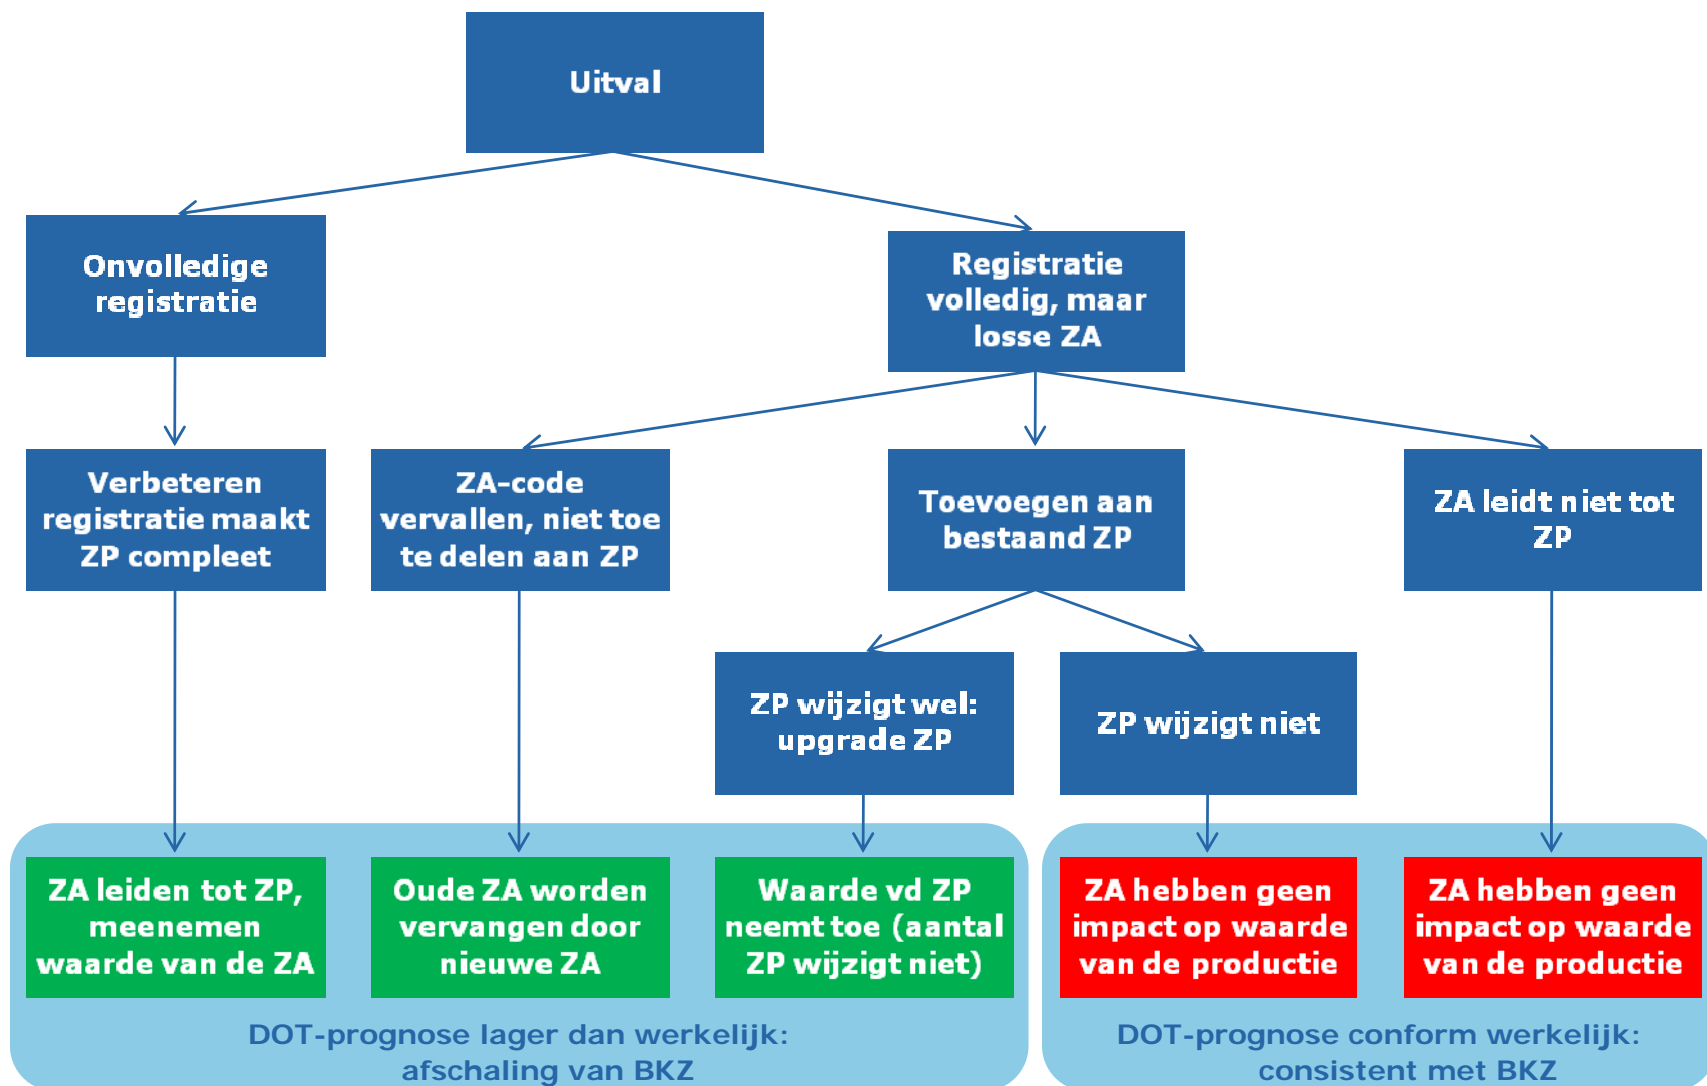 Uitval
Onvolledige
registratie
Registratie
volledig, maar
losse ZA
Verbeteren
registratie maakt
ZP compleet
ZA-code
vervallen, niet toe
te delen aan ZP
Toevoegen aan
bestaand ZP
ZA leidt niet tot
ZP
ZP wijzigt wel:
upgrade ZP
ZP wijzigt niet
ZA leiden tot ZP,
meenemen
waarde van de ZA
Oude ZA worden
vervangen door
nieuwe ZA
Waarde vd ZP
neemt toe (aantal
ZP wijzigt niet)
ZA hebben geen
impact op waarde
van de productie
ZA hebben geen
impact op waarde
van de productie
DOT-prognose lager dan werkelijk:
afschaling van BKZ
DOT-prognose conform werkelijk:
consistent met BKZ